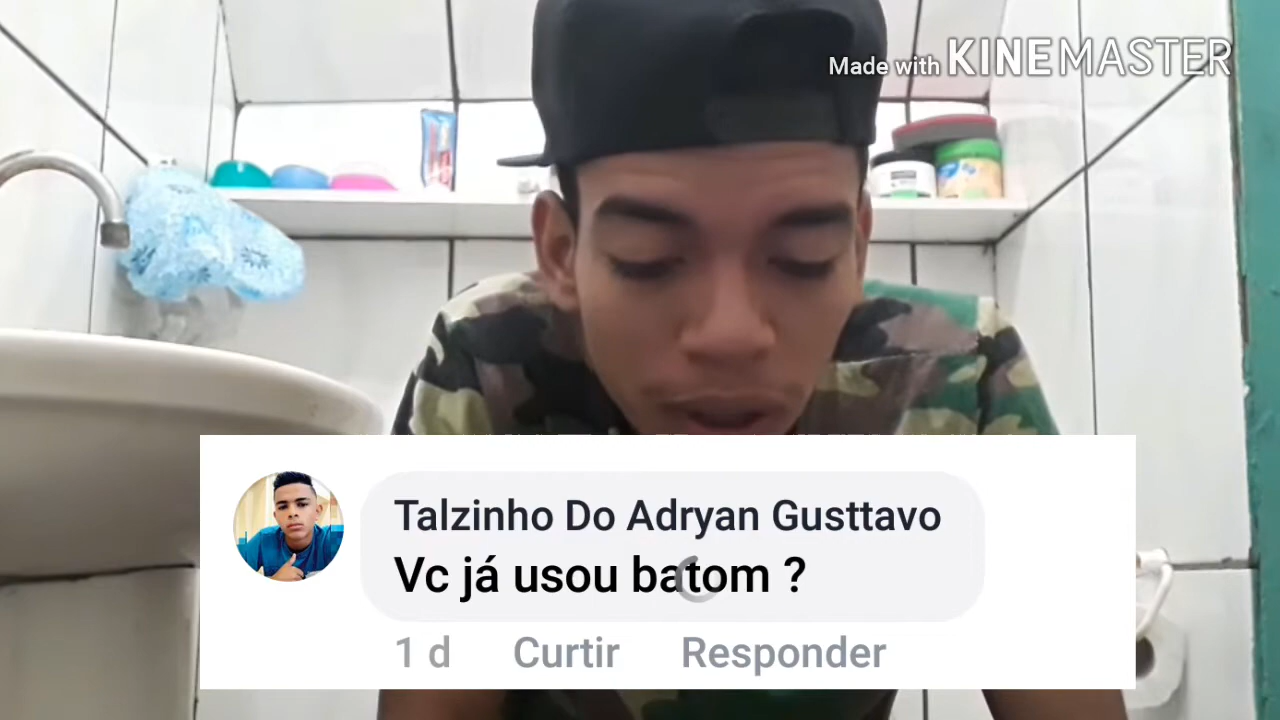 Made with KINEMASTER
Talzinho Do Adryan Gusttavo
Vc já usou batom ?
1 d Curtir Responder